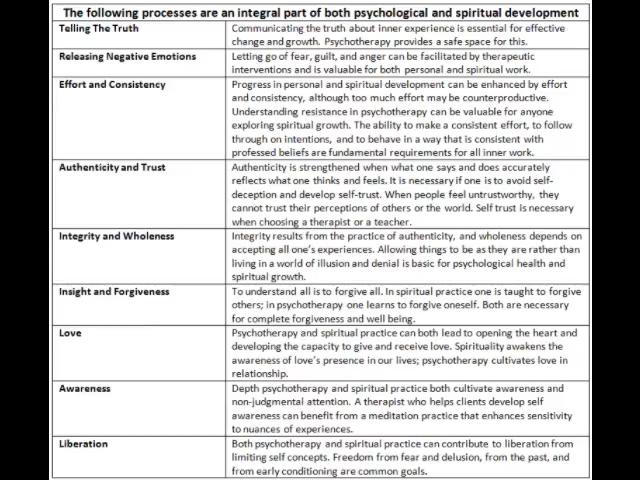 The following processes are an integral part of both psychological and spiritual development
Telling The Truth
Communicating the truth about inner experience is essential for effective
change and growth. Psychotherapy provides a safe space for this.
Releasing Negative Emotions
Letting go of fear, guilt, and anger can be facilitated by therapeutic
interventions and is valuable for both personal and spiritual work.
Effort and Consistency
Progress in personal and spiritual development can be enhanced by effort
and consistency, although too much effort may be counterproductive.
Understanding resistance in psychotherapy can be valuable for anyone
exploring spiritual growth. The ability to make a consistent effort, to follow
through on intentions, and to behave in a way that is consistent with
professed beliefs are fundamental requirements for all inner work.
Authenticity and Trust
Authenticity is strengthened when what one says and does accurately
reflects what one thinks and feels. It is necessary if one is to avoid self-
deception and develop self-trust. When people feel untrustworthy, they
cannot trust their perceptions of others or the world. Self trust is necessary
when choosing a therapist or a teacher.
Integrity and Wholeness
Integrity results from the practice of authenticity, and wholeness depends on
accepting all one's experiences. Allowing things to be as they are rather than
living in a world of illusion and denial is basic for psychological health and
spiritual growth.
Insight and Forgiveness
To understand all is to forgive all. In spiritual practice one is taught to forgive
others; in psychotherapy one learns to forgive oneself. Both are necessary
for complete forgiveness and well being.
Love
Psychotherapy and spiritual practice can both lead to opening the heart and
developing the capacity to give and receive love. Spirituality awakens the
awareness of love's presence in our lives; psychotherapy cultivates love in
relationship.
Awareness
Depth psychotherapy and spiritual practice both cultivate awareness and
non-judgmental attention. A therapist who helps clients develop self
awareness can benefit from a meditation practice that enhances sensitivity
to nuances of experiences.
Liberation
Both psychotherapy and spiritual practice can contribute to liberation from
limiting self concepts. Freedom from fear and delusion, from the past, and
from early conditioning are common goals.